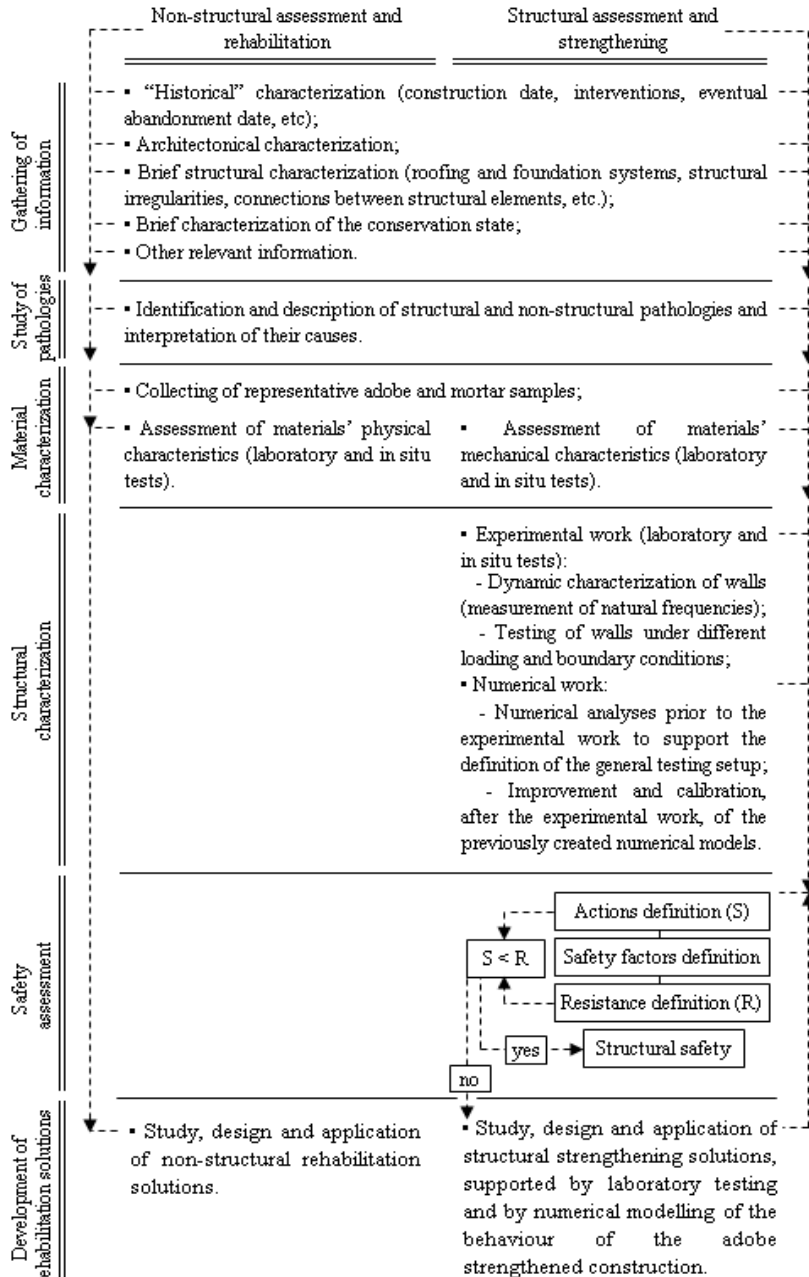 Non-structural assessment and
rehabilitation
Structural assessment and
strengthening
Gathering of
information
▪ “Historical” characterization (construction date, interventions, eventual
abandonment date, etc);
▪ Architectonical characterization;
▪ Brief structural characterization (roofing and foundation systems, structural
irregularities, connections between structural elements, etc.);
▪ Brief characterization of the conservation state;
▪ Other relevant information.
Study of
pathologies
▪ Identification and description of structural and non-structural pathologies and
interpretation of their causes.
Material
characterization
▪ Collecting of representative adobe and mortar samples;
▪ Assessment of materials’ physical
characteristics (laboratory and in situ
tests).
▪ Assessment of materials’
mechanical characteristics (laboratory
and in situ tests).
Structural
characterization
▪ Experimental work (laboratory and
in situ tests):
- Dynamic characterization of walls
(measurement of natural frequencies);
- Testing of walls under different
loading and boundary conditions;
▪ Numerical work:
- Numerical analyses prior to the
experimental work to support the
definition of the general testing setup;
- Improvement and calibration,
after the experimental work, of the
previously created numerical models.
Safety
assessment
Actions definition (S)
S < R
Safety factors definition
Resistance definition (R)
yes
Structural safety
no
Development of
rehabilitation solutions
▪ Study, design and application
of non-structural rehabilitation
solutions.
▪ Study, design and application of
structural strengthening solutions,
supported by laboratory testing
and by numerical modelling of the
behaviour of the adobe
strengthened construction.